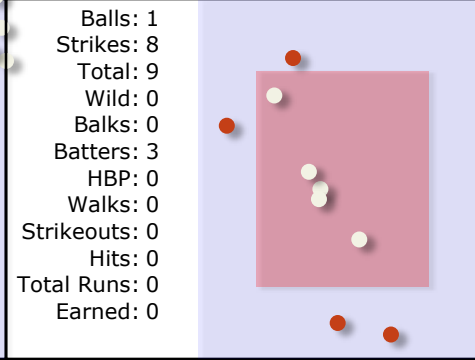 Balls: 1
Strikes: 8
Total: 9
Wild: 0
Balks: 0
Batters: 3
HBP: 0
Walks: 0
Strikeouts: 0
Hits: 0
Total Runs: 0
Earned: 0